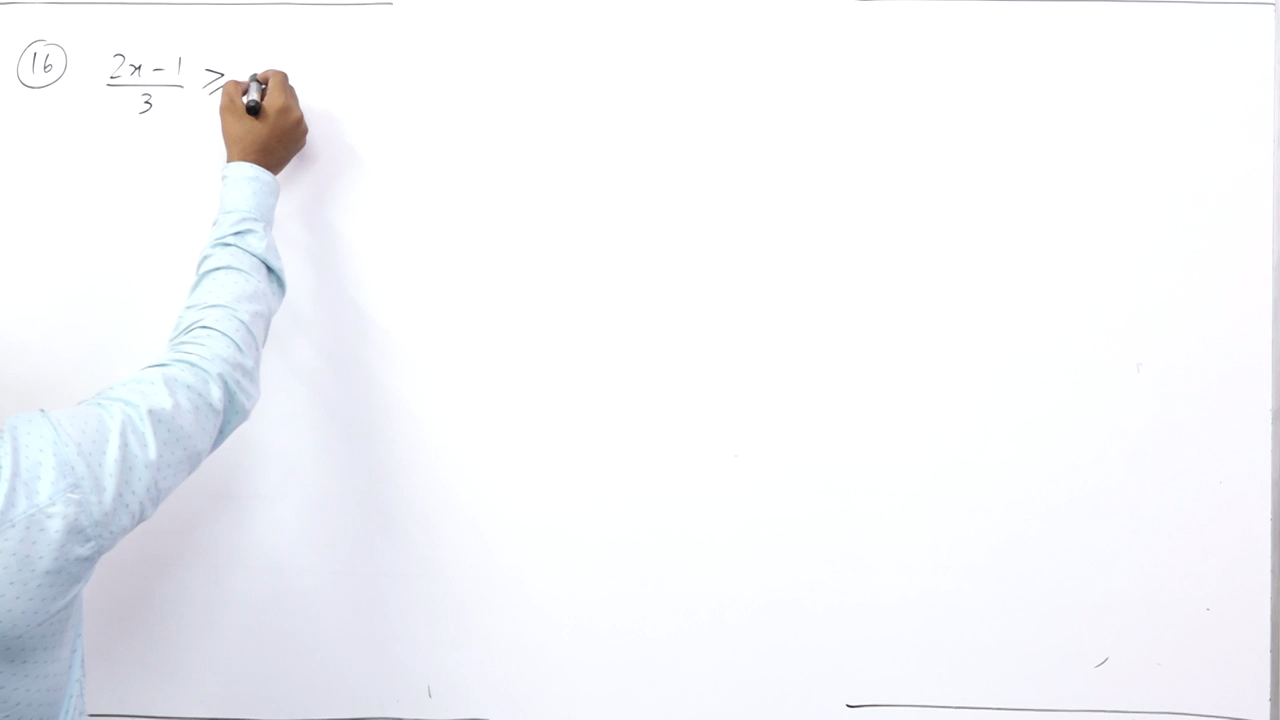 16 (2x-1)/3 ≥